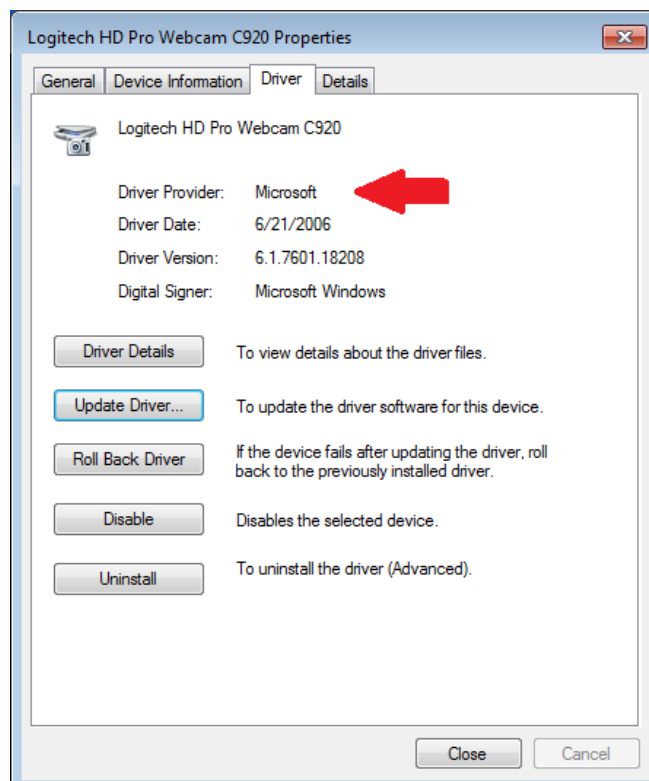 Logitech HD Pro Webcam C920 Properties
General Device Information Driver Details
Logitech HD Pro Webcam C920
Driver Provider: Microsoft
Driver Date: 6/21/2006
Driver Version: 6.1.7601.18208
Digital Signer: Microsoft Windows
Driver Details To view details about the driver files.
Update Driver... To update the driver software for this device.
Roll Back Driver If the device fails after updating the driver, roll
back to the previously installed driver.
Disable Disables the selected device.
Uninstall To uninstall the driver (Advanced).
Close Cancel